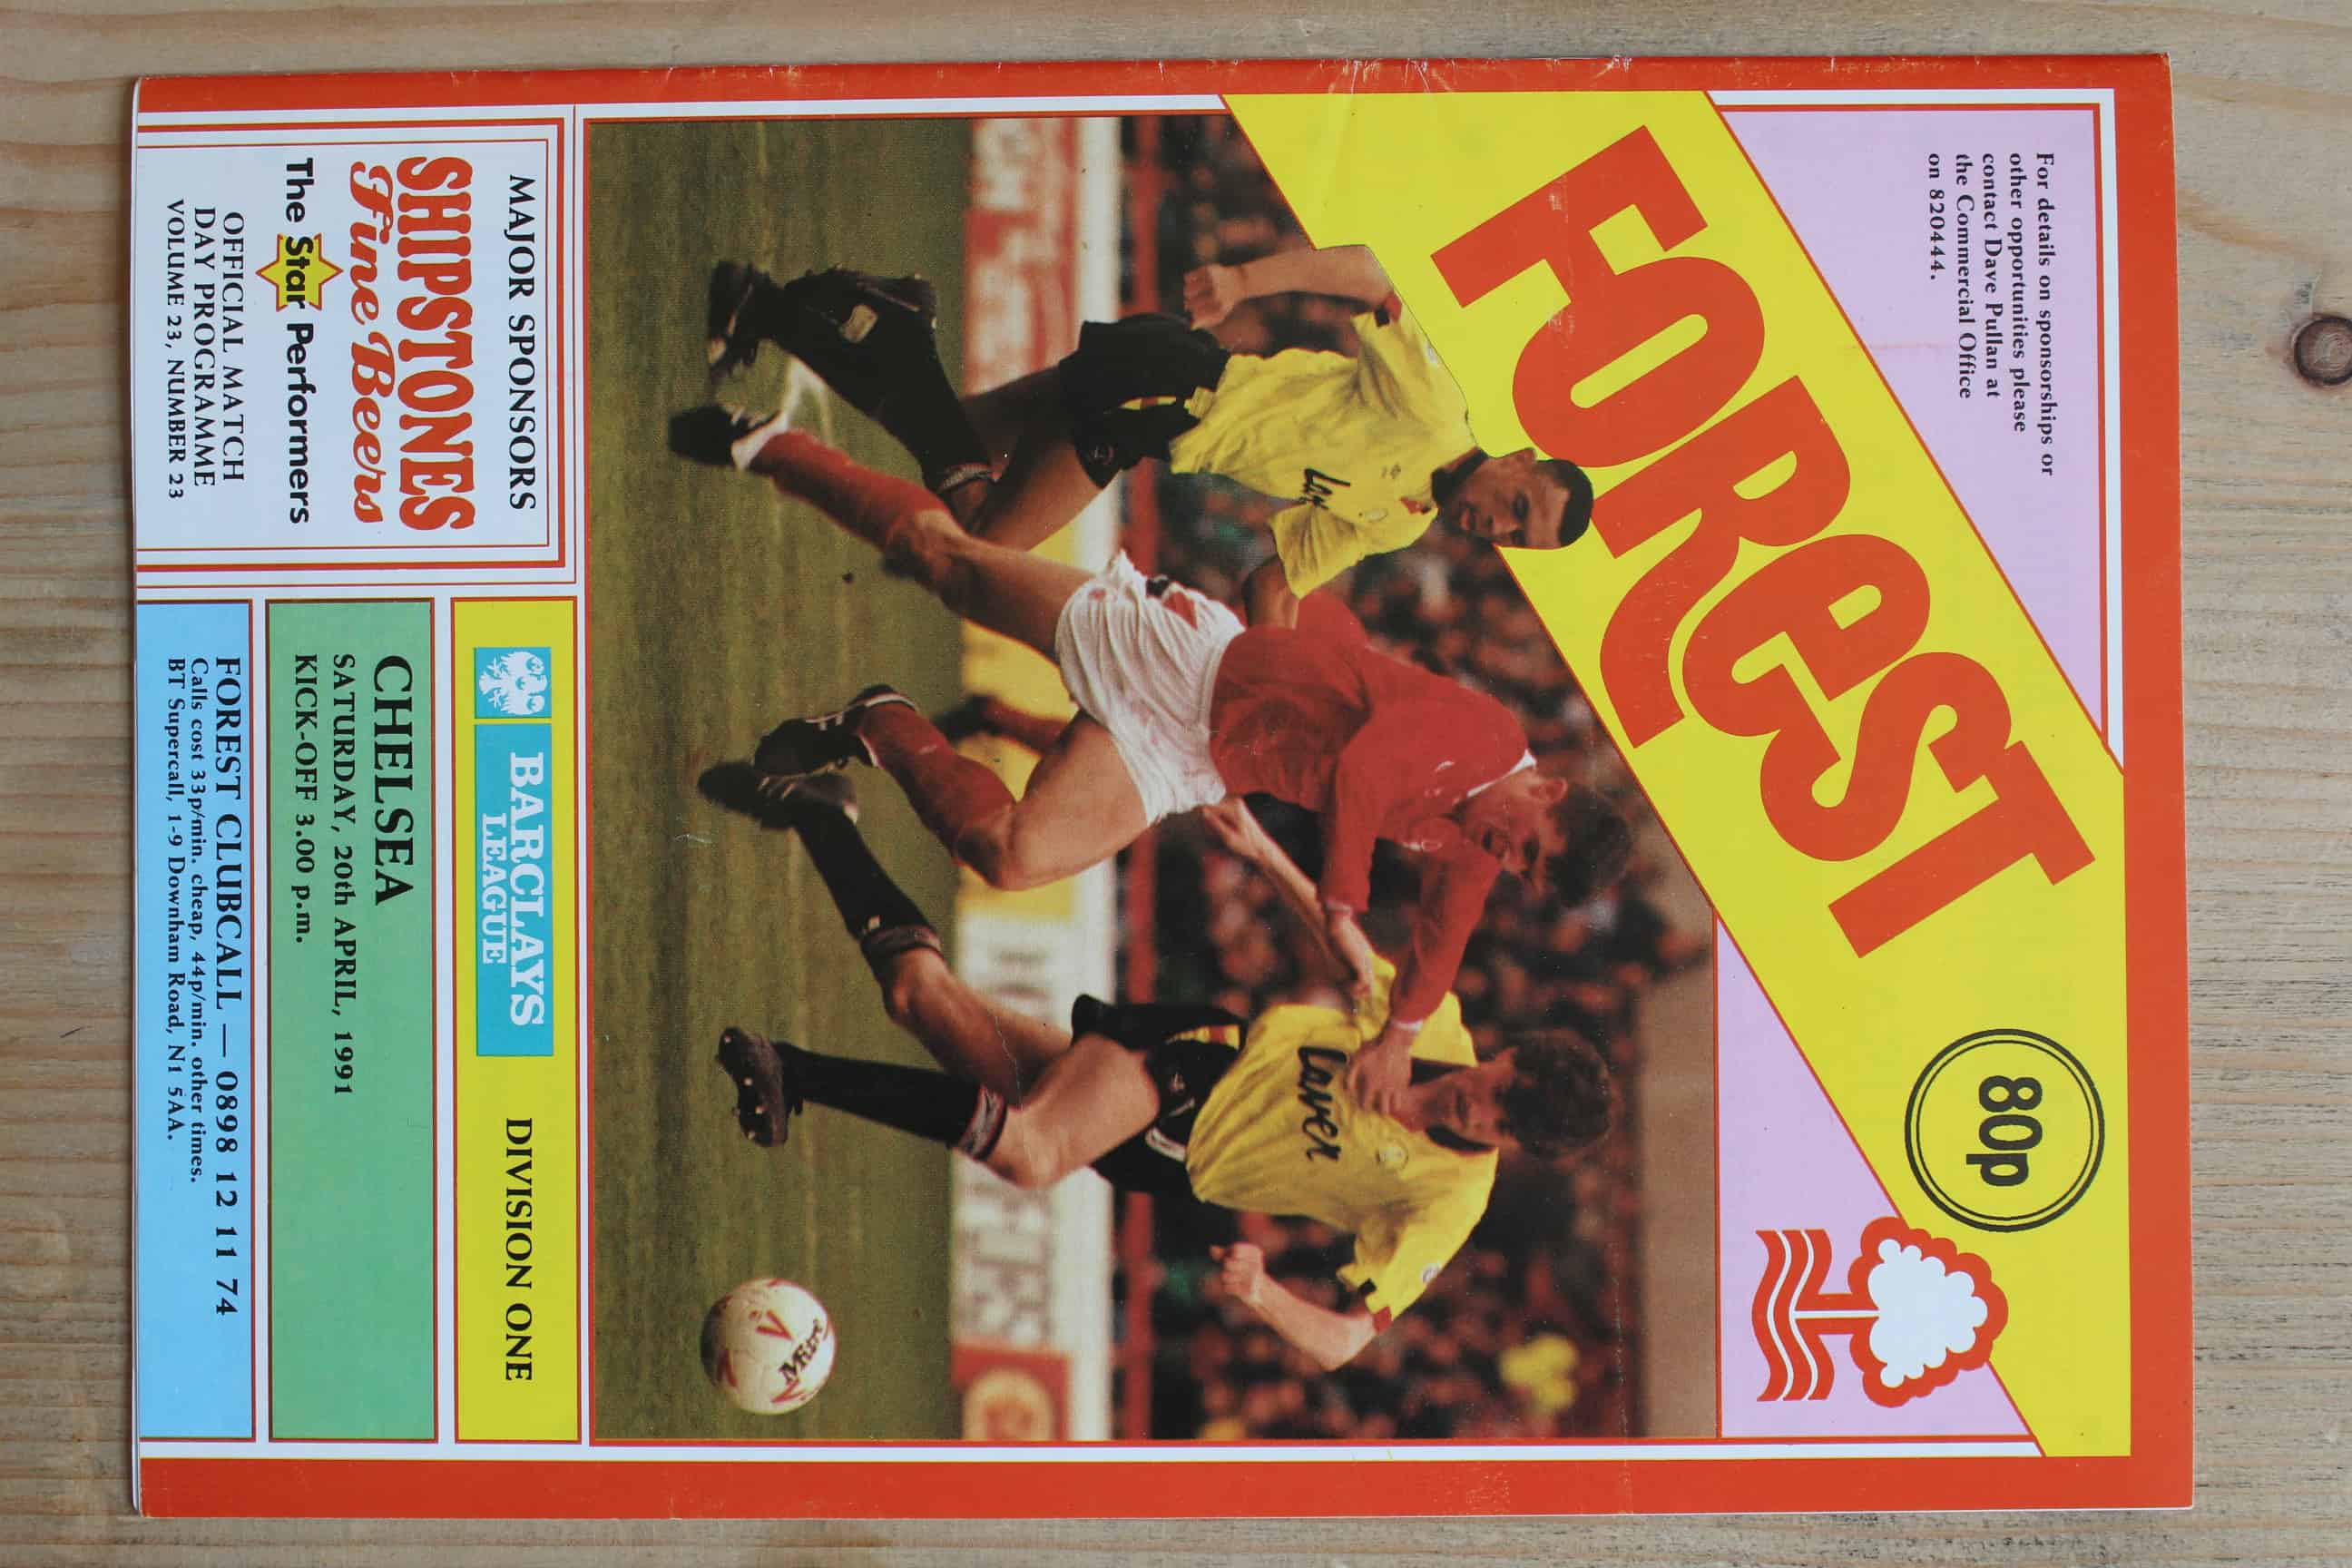 For details on sponsorships or
other opportunities please
contact Dave Pullan at
the Commercial Office
on 820444.
FOReST
80p
Laver
Mitre
MAJOR SPONSORS
SHIPSTONES
Fine Beers
The Star Performers
OFFICIAL MATCH
DAY PROGRAMME
VOLUME 23, NUMBER 23
BARCLAYS
LEAGUE
DIVISION ONE
CHELSEA
SATURDAY, 20th APRIL, 1991
KICK-OFF 3.00 p.m.
FOREST CLUBCALL — 0898 12 11 74
Calls cost 33p/min. cheap, 44p/min. other times.
BT Supercall, 1-9 Downham Road, N1 5AA.